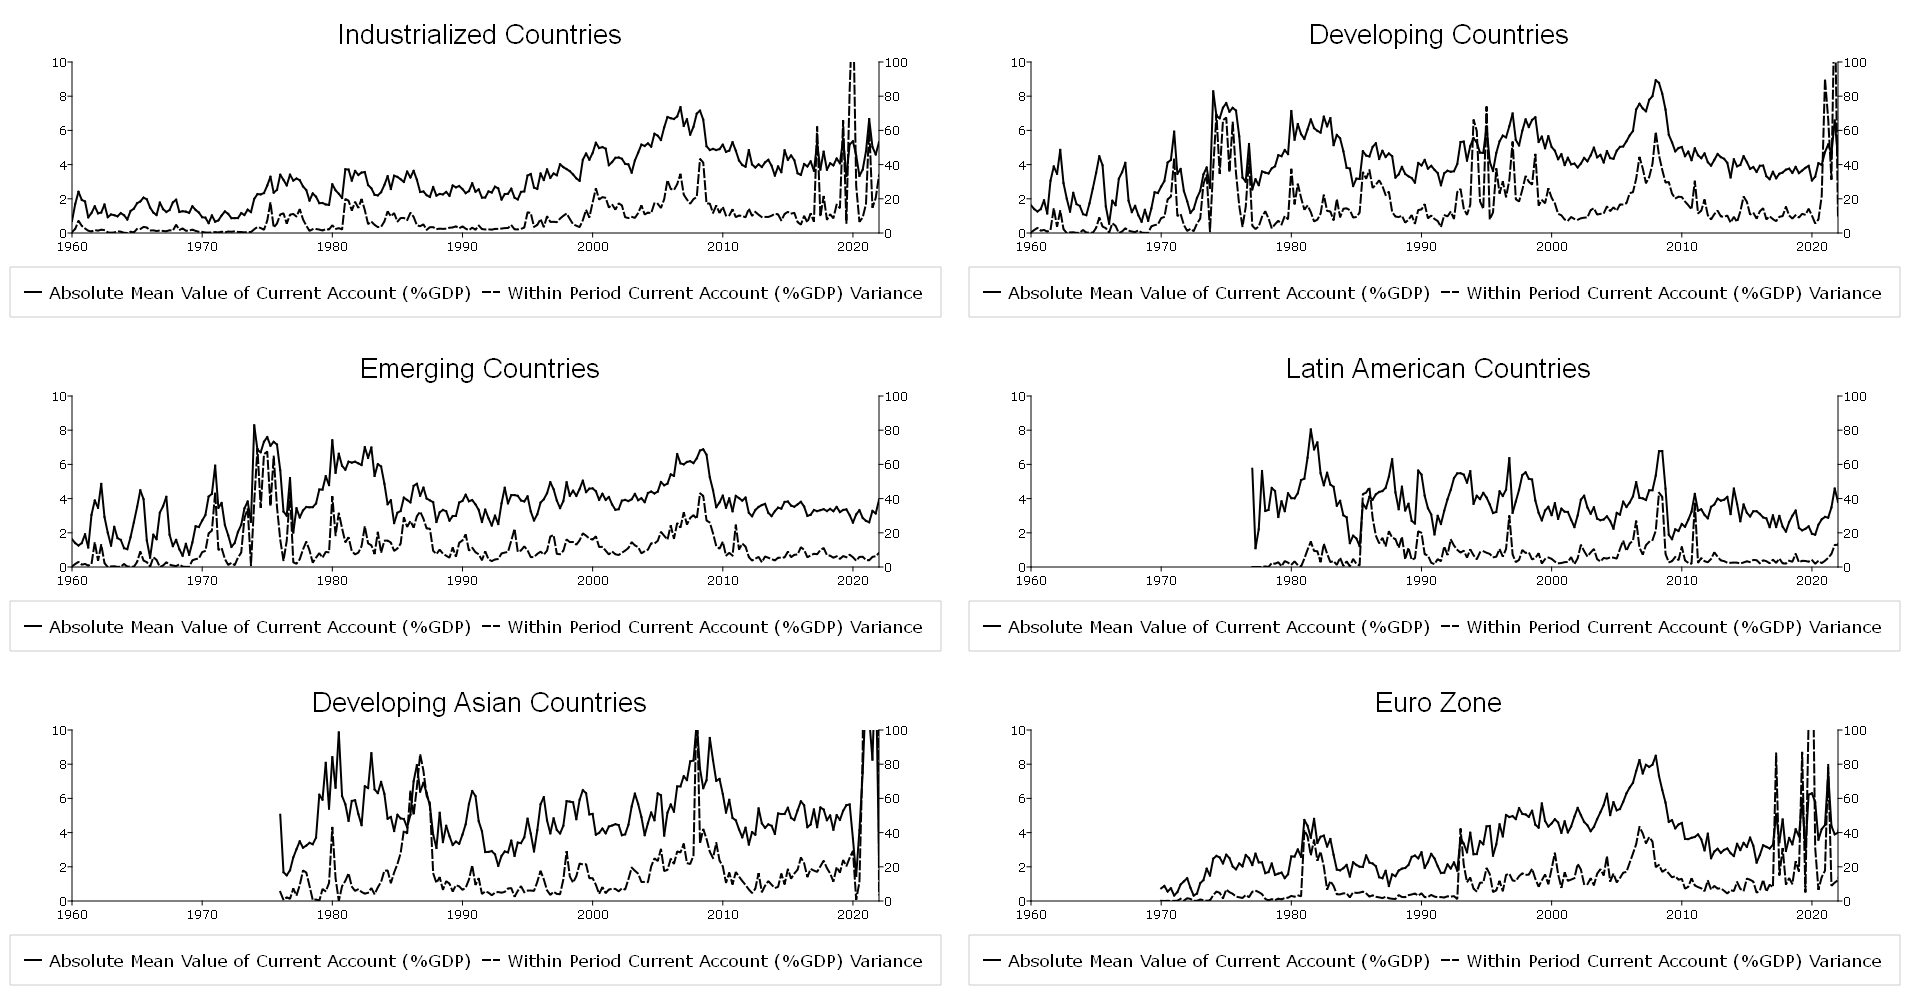 Industrialized Countries
10 8 6 4 2 0
100 80 60 40 20 0
1960 1970 1980 1990 2000 2010 2020
Absolute Mean Value of Current Account (%GDP) Within Period Current Account (%GDP) Variance
Developing Countries
10 8 6 4 2 0
100 80 60 40 20 0
1960 1970 1980 1990 2000 2010 2020
Absolute Mean Value of Current Account (%GDP) Within Period Current Account (%GDP) Variance
Emerging Countries
10 8 6 4 2 0
100 80 60 40 20 0
1960 1970 1980 1990 2000 2010 2020
Absolute Mean Value of Current Account (%GDP) Within Period Current Account (%GDP) Variance
Latin American Countries
10 8 6 4 2 0
100 80 60 40 20 0
1960 1970 1980 1990 2000 2010 2020
Absolute Mean Value of Current Account (%GDP) Within Period Current Account (%GDP) Variance
Developing Asian Countries
10 8 6 4 2 0
100 80 60 40 20 0
1960 1970 1980 1990 2000 2010 2020
Absolute Mean Value of Current Account (%GDP) Within Period Current Account (%GDP) Variance
Euro Zone
10 8 6 4 2 0
100 80 60 40 20 0
1960 1970 1980 1990 2000 2010 2020
Absolute Mean Value of Current Account (%GDP) Within Period Current Account (%GDP) Variance